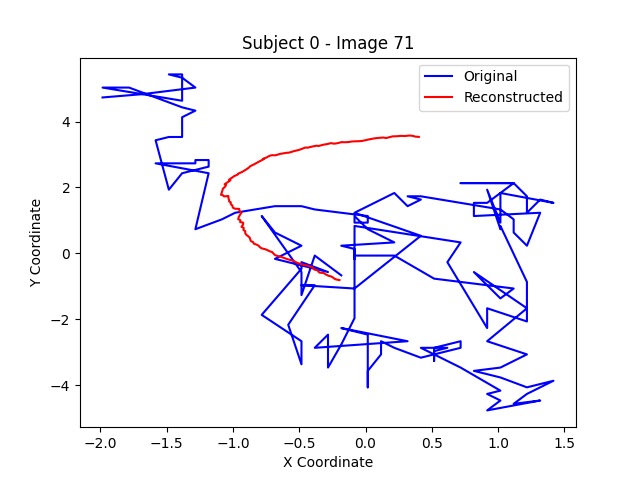 Subject 0 - Image 71
Original
Reconstructed
Y Coordinate
4
2
0
−2
−4
−2.0 −1.5 −1.0 −0.5 0.0 0.5 1.0 1.5
X Coordinate